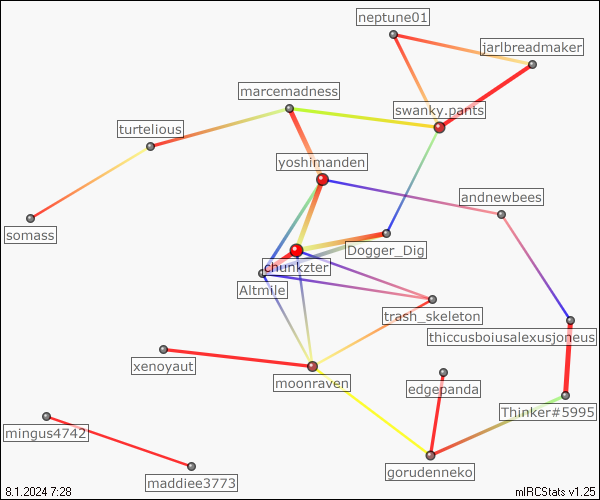 neptune01
jarlbreadmaker
marcemadness
swanky.pants
turtelious
yoshimanden
andnewbees
somass
Dogger_Dig
chunkzter
Altmile
trash_skeleton
thiccusboiusalexusjoneus
xenoyaut
moonraven
edgepanda
Thinker#5995
mingus4742
gorudenneko
maddiee3773
8.1.2024 7:28
mIRCStats v1.25